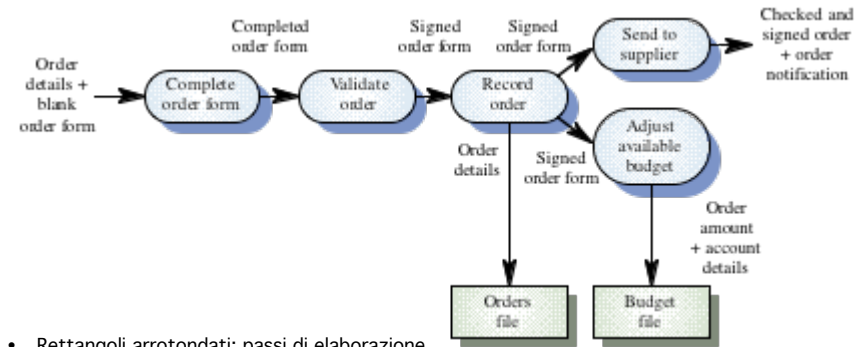 Order
details +
blank
order form
Complete
order form
Completed
order form
Validate
order
Signed
order form
Record
order
Signed
order form
Send to
supplier
Checked and
signed order
+ order
notification
Order
details
Signed
order form
Adjust
available
budget
Order
amount
+ account
details
Orders
file
Budget
file
• Rettangoli arrotondati: passi di elaborazione